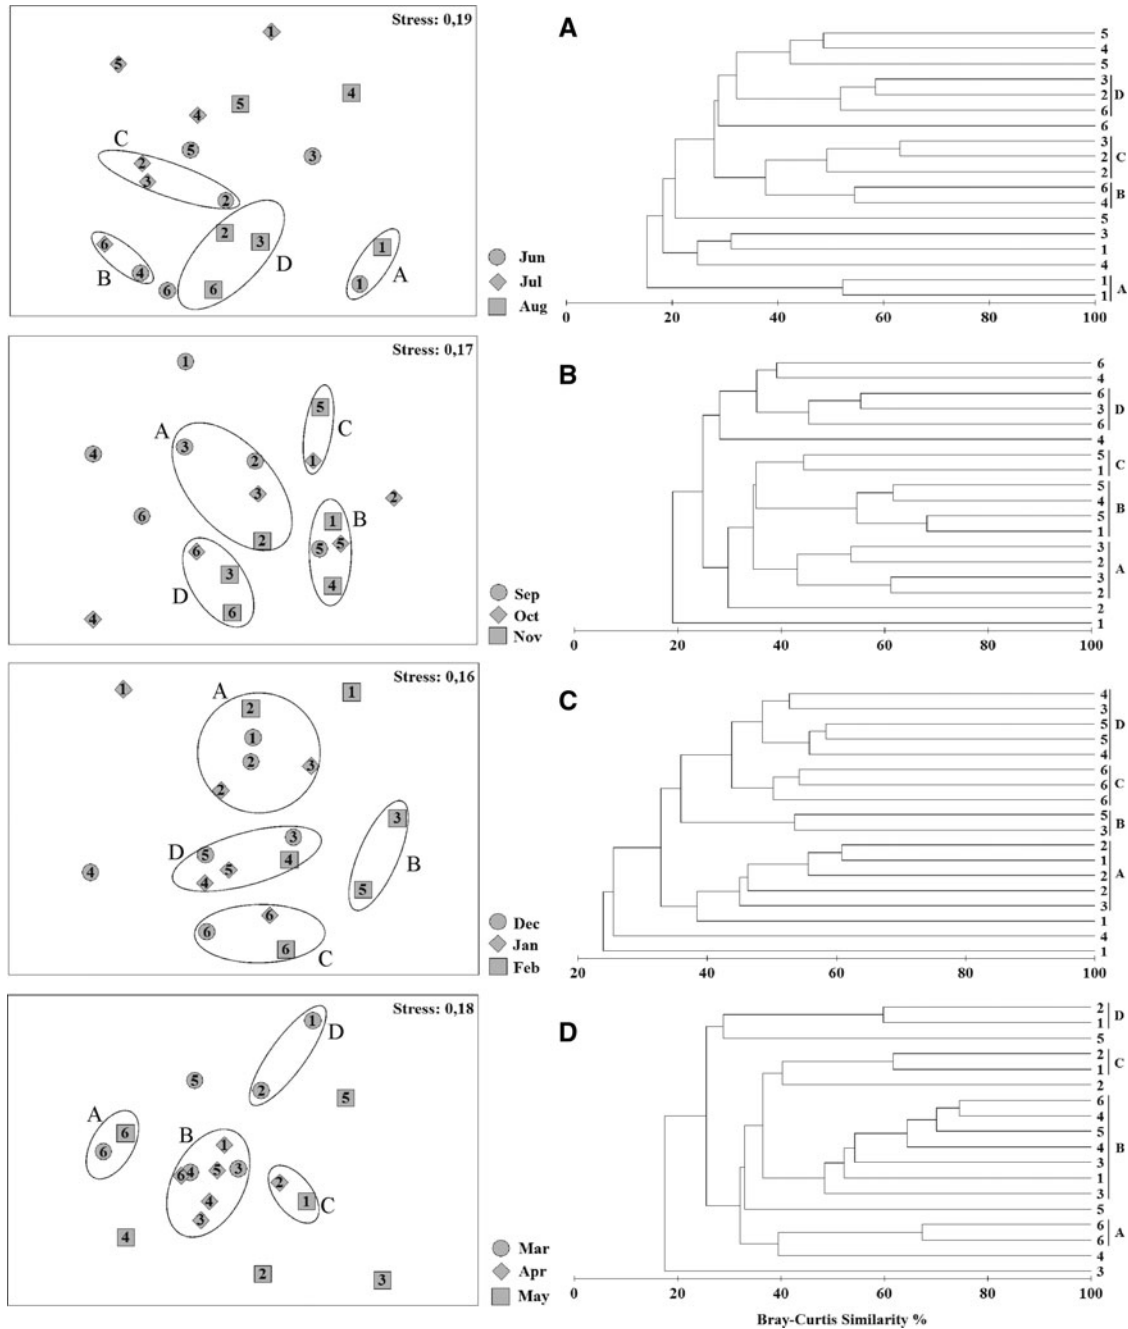 Stress: 0,19
1
5
4
5
4
5
3
C
2
3
2
2
3
D
6
4
B
6
6
1
1
A
Jun
Jul
Aug
A
5
4
5
3
2 D
6
6
3
2 C
2
6 B
4
5
3
1
4
1 A
1
0 20 40 60 80 100
Stress: 0,17
1
5
C
1
A
3
2
3
2
4
6
2
1 B
5 5
4
6
3
D
6
4
Sep
Oct
Nov
B
6
4
6
3 D
6
4
5 C
1
5
4 B
5
1
3
2 A
3
2
2
1
0 20 40 60 80 100
Stress: 0,16
1
A
2
1
2
3
2
1
3
B
5
D
5
3
4
5
4
4
6
6
6
C
Dec
Jan
Feb
C
4
3
5 D
5
4
6
6 C
6
5 B
3
2
1
2 A
2
3
1
4
1
20 40 60 80 100
Stress: 0,18
1
D
2
5
5
A
6
6
B
1
6 4 5 3
4
3
2
1 C
4
2
3
Mar
Apr
May
D
2 D
1
5
2 C
1
2
6
4
5
4 B
3
1
3
5
6 A
6
4
3
0 20 40 60 80 100
Bray-Curtis Similarity %